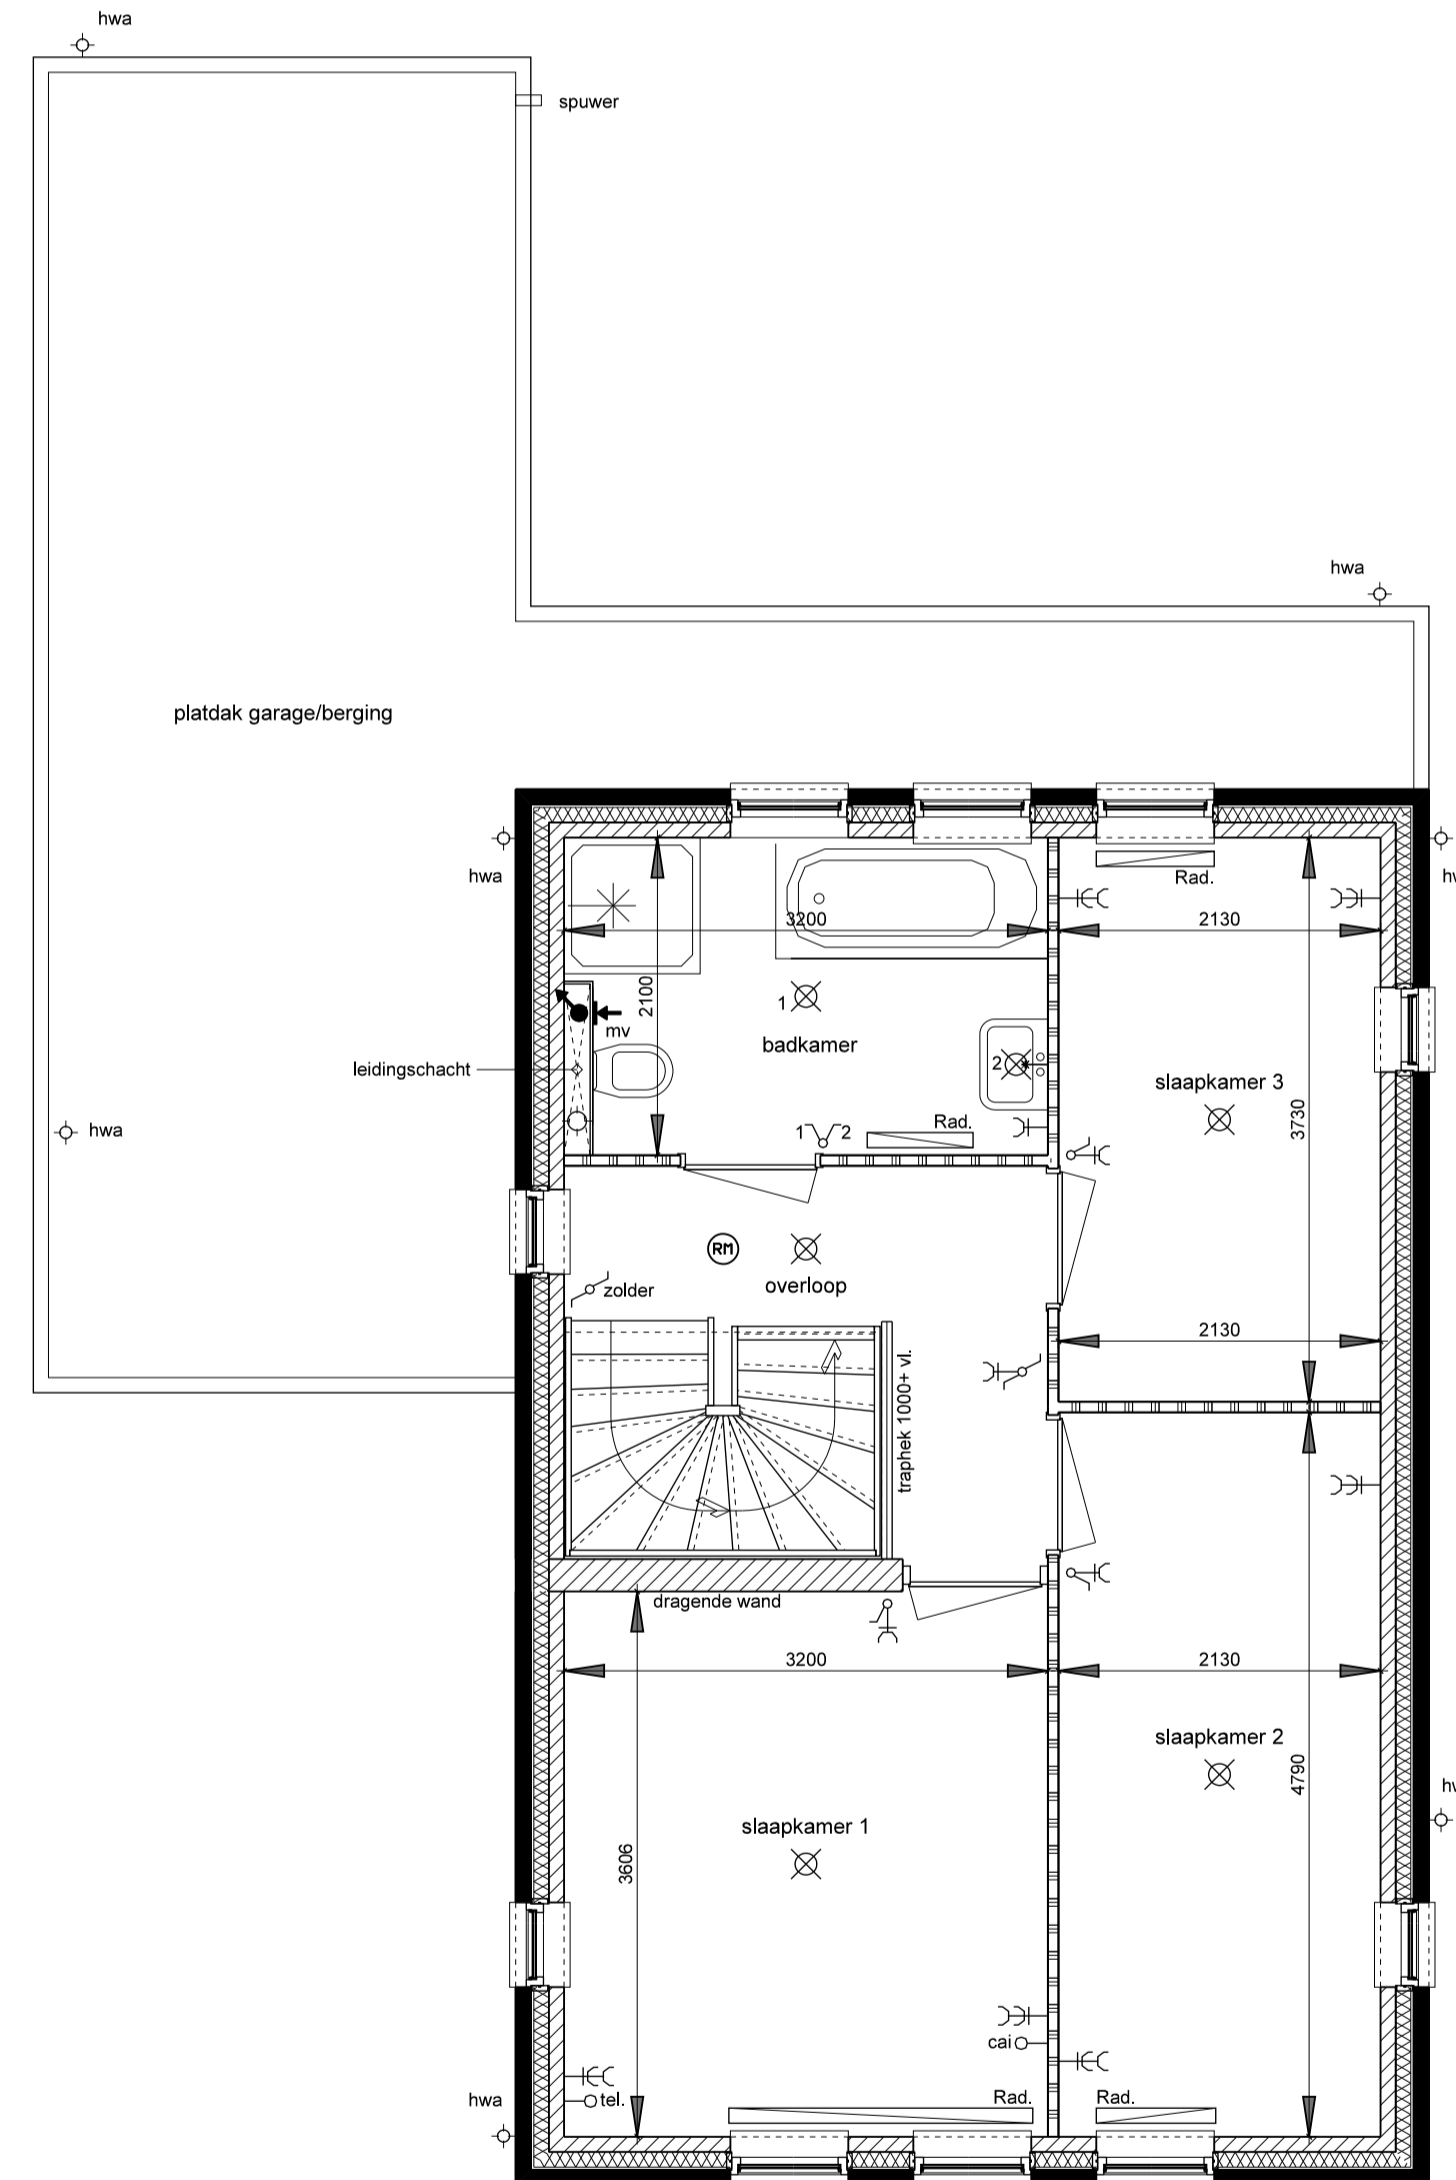 hwa
spuwer
hwa
platdak garage/berging
hwa
Rad.
3200
2130
2100
1
mv
badkamer
leidingschacht
2
slaapkamer 3
3730
hwa
Rad.
1 2
RM
zolder
overloop
2130
traphek 1000+ vl.
dragende wand
3200
2130
slaapkamer 2
4790
slaapkamer 1
3606
cai
tel.
hwa
Rad.
Rad.